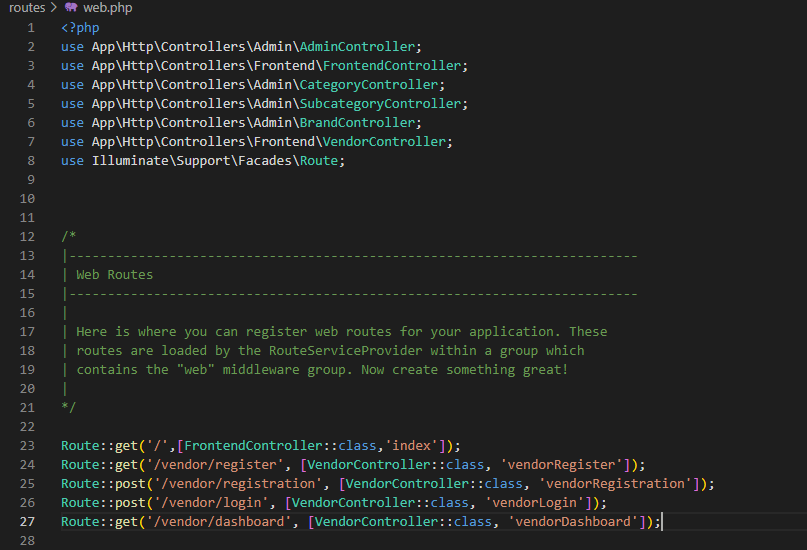 routes > web.php
1 <?php
2 use App\Http\Controllers\Admin\AdminController;
3 use App\Http\Controllers\Frontend\FrontendController;
4 use App\Http\Controllers\Admin\CategoryController;
5 use App\Http\Controllers\Admin\SubcategoryController;
6 use App\Http\Controllers\Admin\BrandController;
7 use App\Http\Controllers\Frontend\VendorController;
8 use Illuminate\Support\Facades\Route;
9
10
11
12 /*
13 |--------------------------------------------------------------------------
14 | Web Routes
15 |--------------------------------------------------------------------------
16 |
17 | Here is where you can register web routes for your application. These
18 | routes are loaded by the RouteServiceProvider within a group which
19 | contains the "web" middleware group. Now create something great!
20 |
21 */
22
23 Route::get('/',[FrontendController::class,'index']);
24 Route::get('/vendor/register', [VendorController::class, 'vendorRegister']);
25 Route::post('/vendor/registration', [VendorController::class, 'vendorRegistration']);
26 Route::post('/vendor/login', [VendorController::class, 'vendorLogin']);
27 Route::get('/vendor/dashboard', [VendorController::class, 'vendorDashboard']);
28